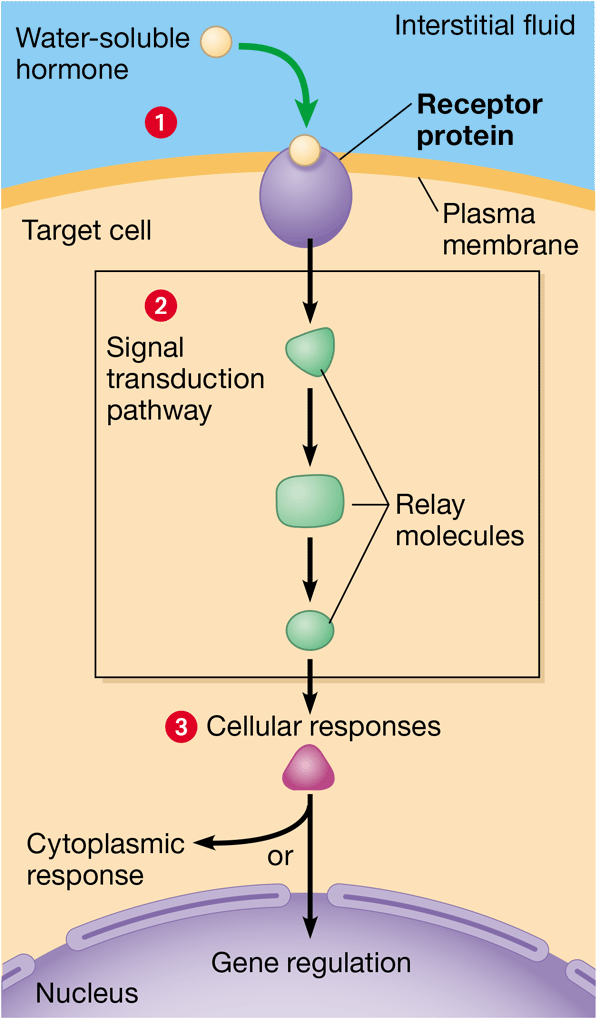 Water-soluble
hormone
Interstitial fluid
1
Receptor
protein
Plasma
membrane
Target cell
2
Signal
transduction
pathway
Relay
molecules
3 Cellular responses
Cytoplasmic
response
or
Gene regulation
Nucleus